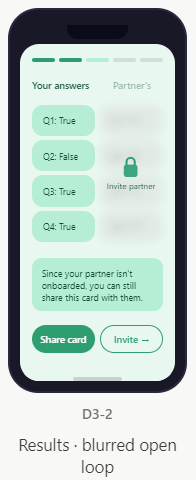 Your answers
Partner's
Q1: True
Q2: False
Q3: True
Q4: True
Invite partner
Since your partner isn't
onboarded, you can still
share this card with them.
Share card
Invite →
D3-2
Results · blurred open
loop